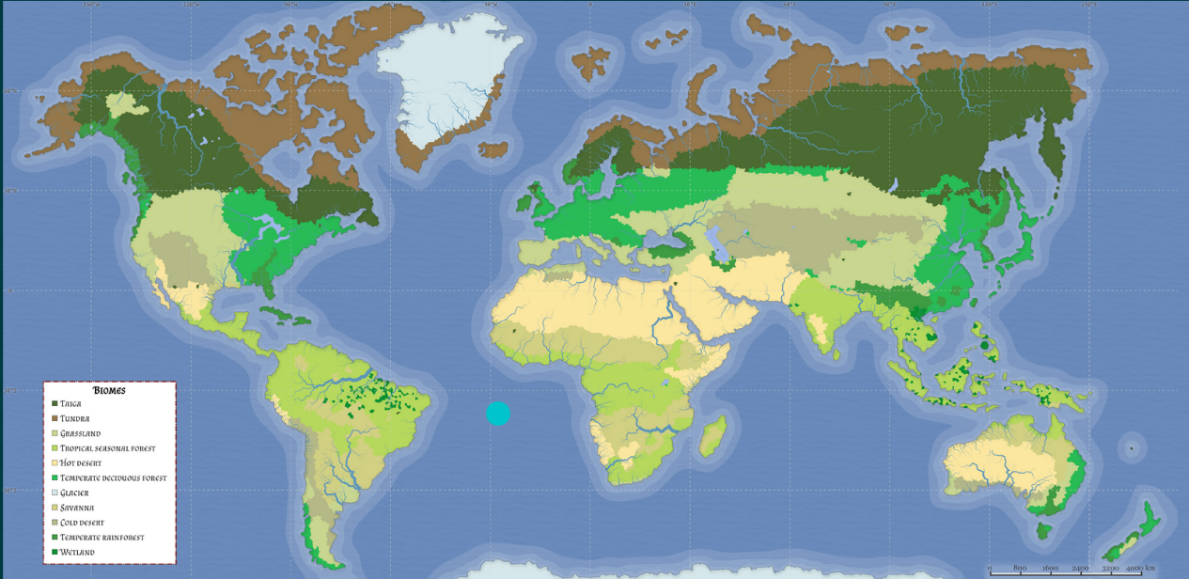 Biomes
Taiga
Tundra
Grassland
Tropical seasonal forest
Hot desert
Temperate deciduous forest
Glacier
Savanna
Cold desert
Temperate rainforest
Wetland
0 800 1600 2400 3200 4000 km